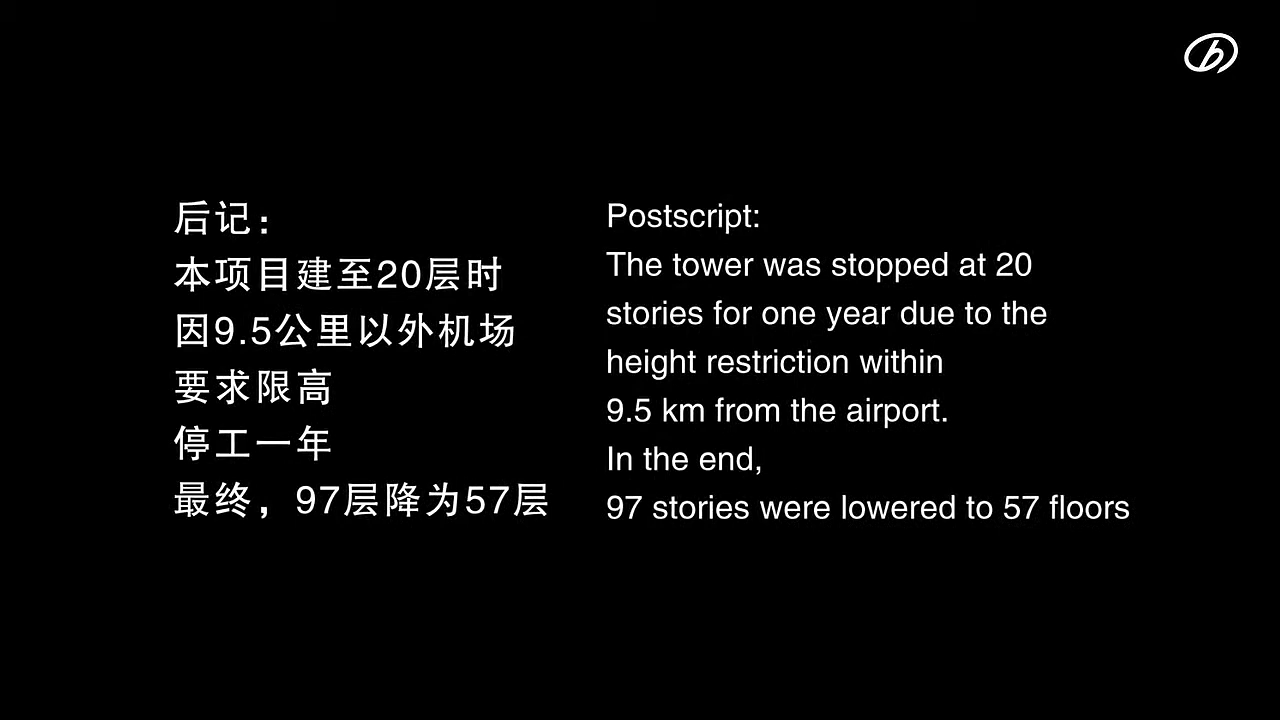 后记：
本项目建至20层时
因9.5公里以外机场
要求限高
停工一年
最终，97层降为57层
Postscript:
The tower was stopped at 20
stories for one year due to the
height restriction within
9.5 km from the airport.
In the end,
97 stories were lowered to 57 floors